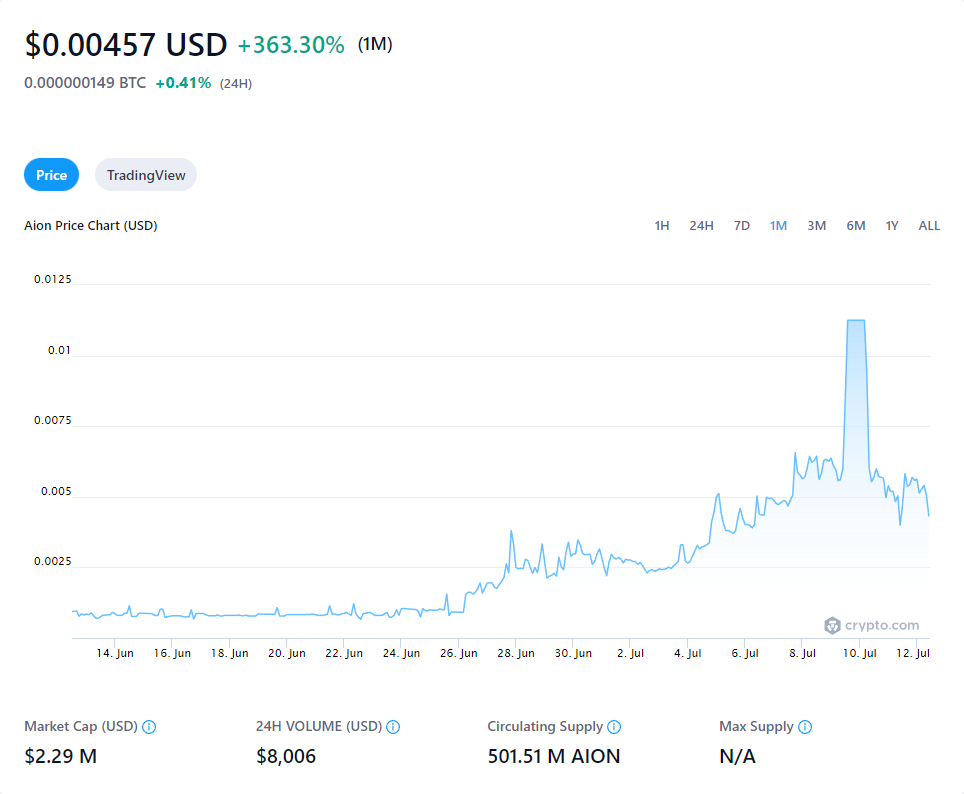 $0.00457 USD +363.30% (1M)
0.000000149 BTC +0.41% (24H)
Price TradingView
Aion Price Chart (USD) 1H 24H 7D 1M 3M 6M 1Y ALL
0.0125
0.01
0.0075
0.005
0.0025
crypto.com
14. Jun 16. Jun 18. Jun 20. Jun 22. Jun 24. Jun 26. Jun 28. Jun 30. Jun 2. Jul 4. Jul 6. Jul 8. Jul 10. Jul 12. Jul
Market Cap (USD) 24H VOLUME (USD) Circulating Supply Max Supply
$2.29 M $8,006 501.51 M AION N/A